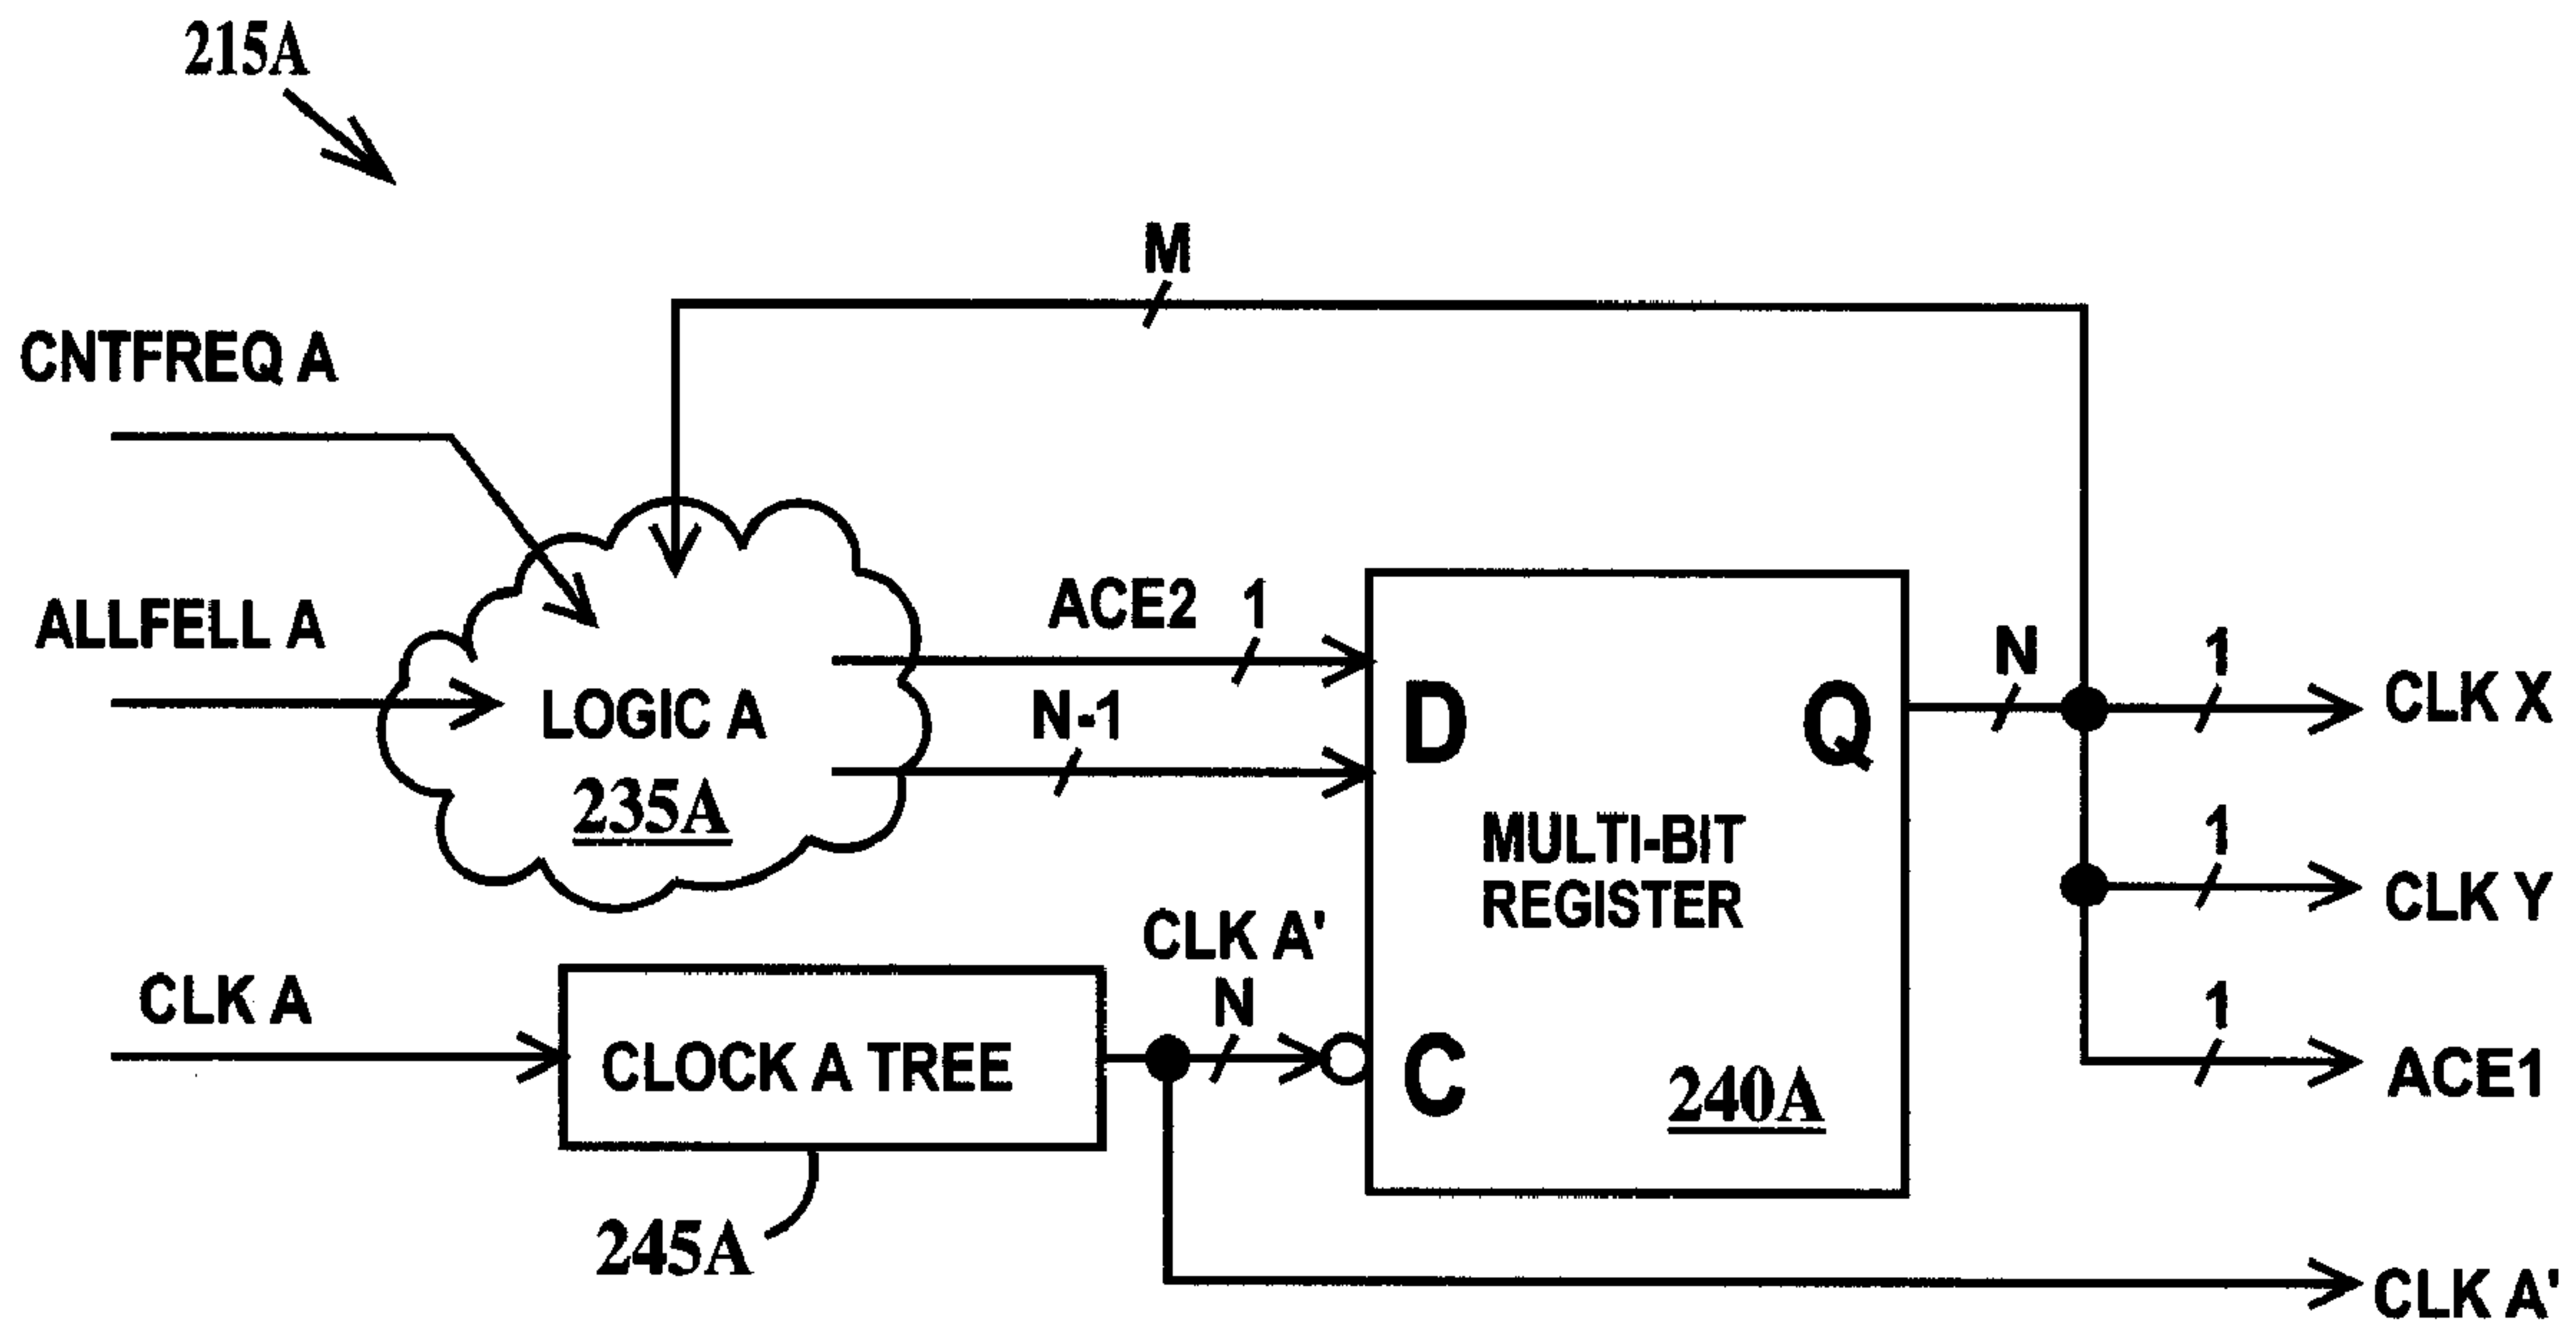 215A
M
CNTFREQ A
ALLFELL A
ACE2 1
N-1
LOGIC A
235A
D
Q
MULTI-BIT
REGISTER
N
1
CLK X
1
CLK Y
CLK A'
N
CLK A
CLOCK A TREE
C
240A
1
ACE1
245A
CLK A'